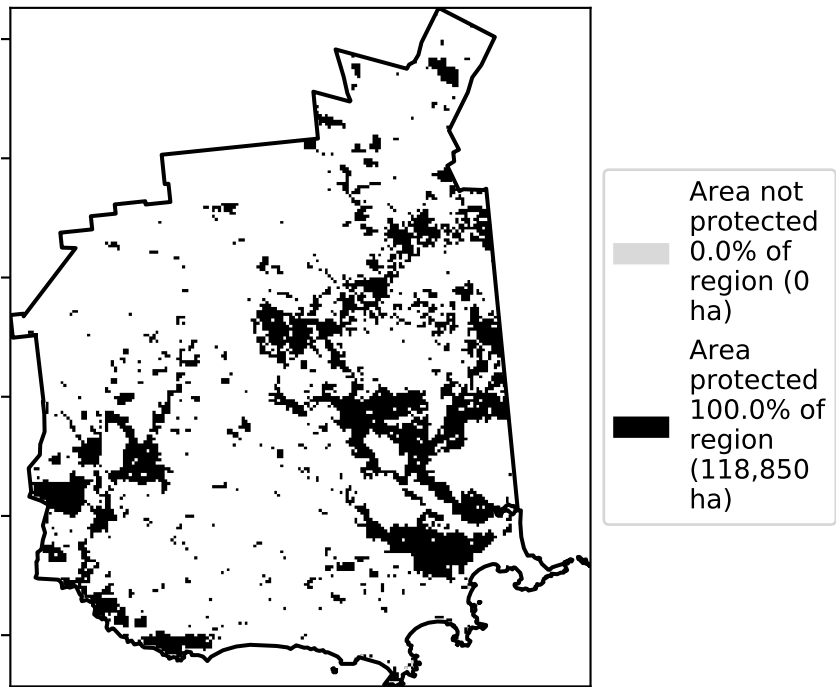 Area not
protected
0.0% of
region (0
ha)
Area
protected
100.0% of
region
(118,850
ha)